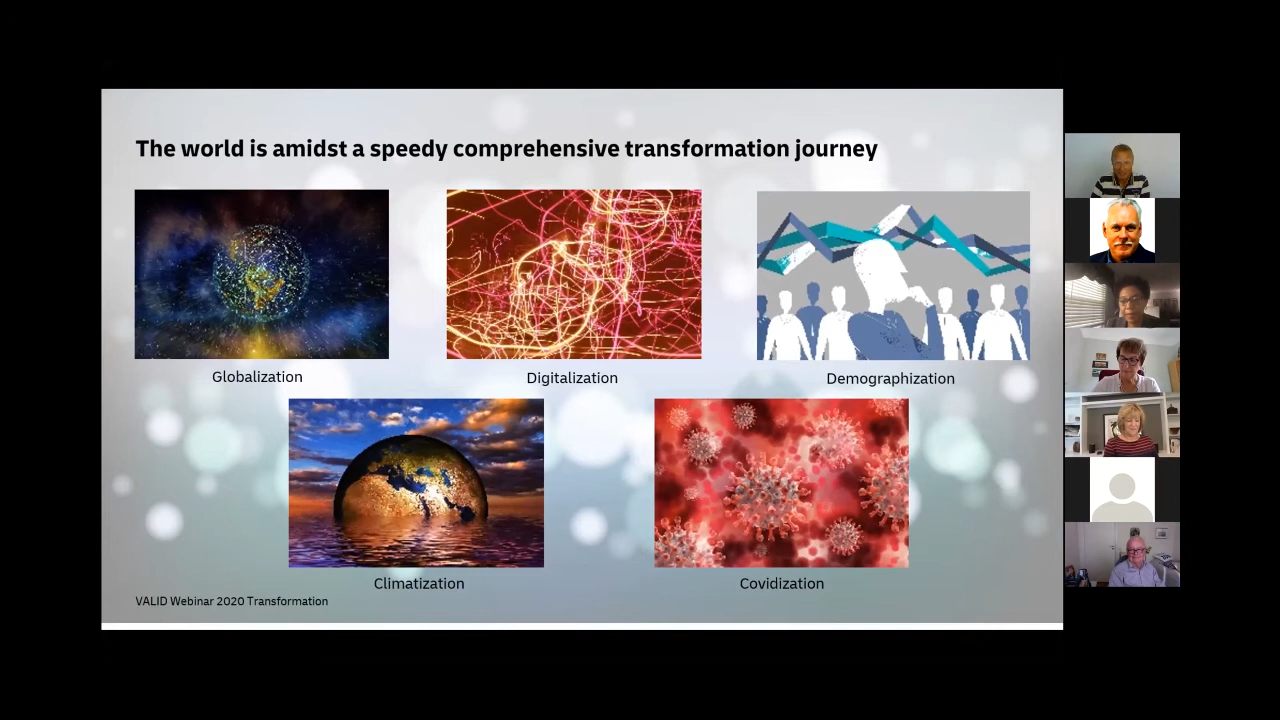 The world is amidst a speedy comprehensive transformation journey
Globalization
Digitalization
Demographization
Climatization
Covidization
VALID Webinar 2020 Transformation